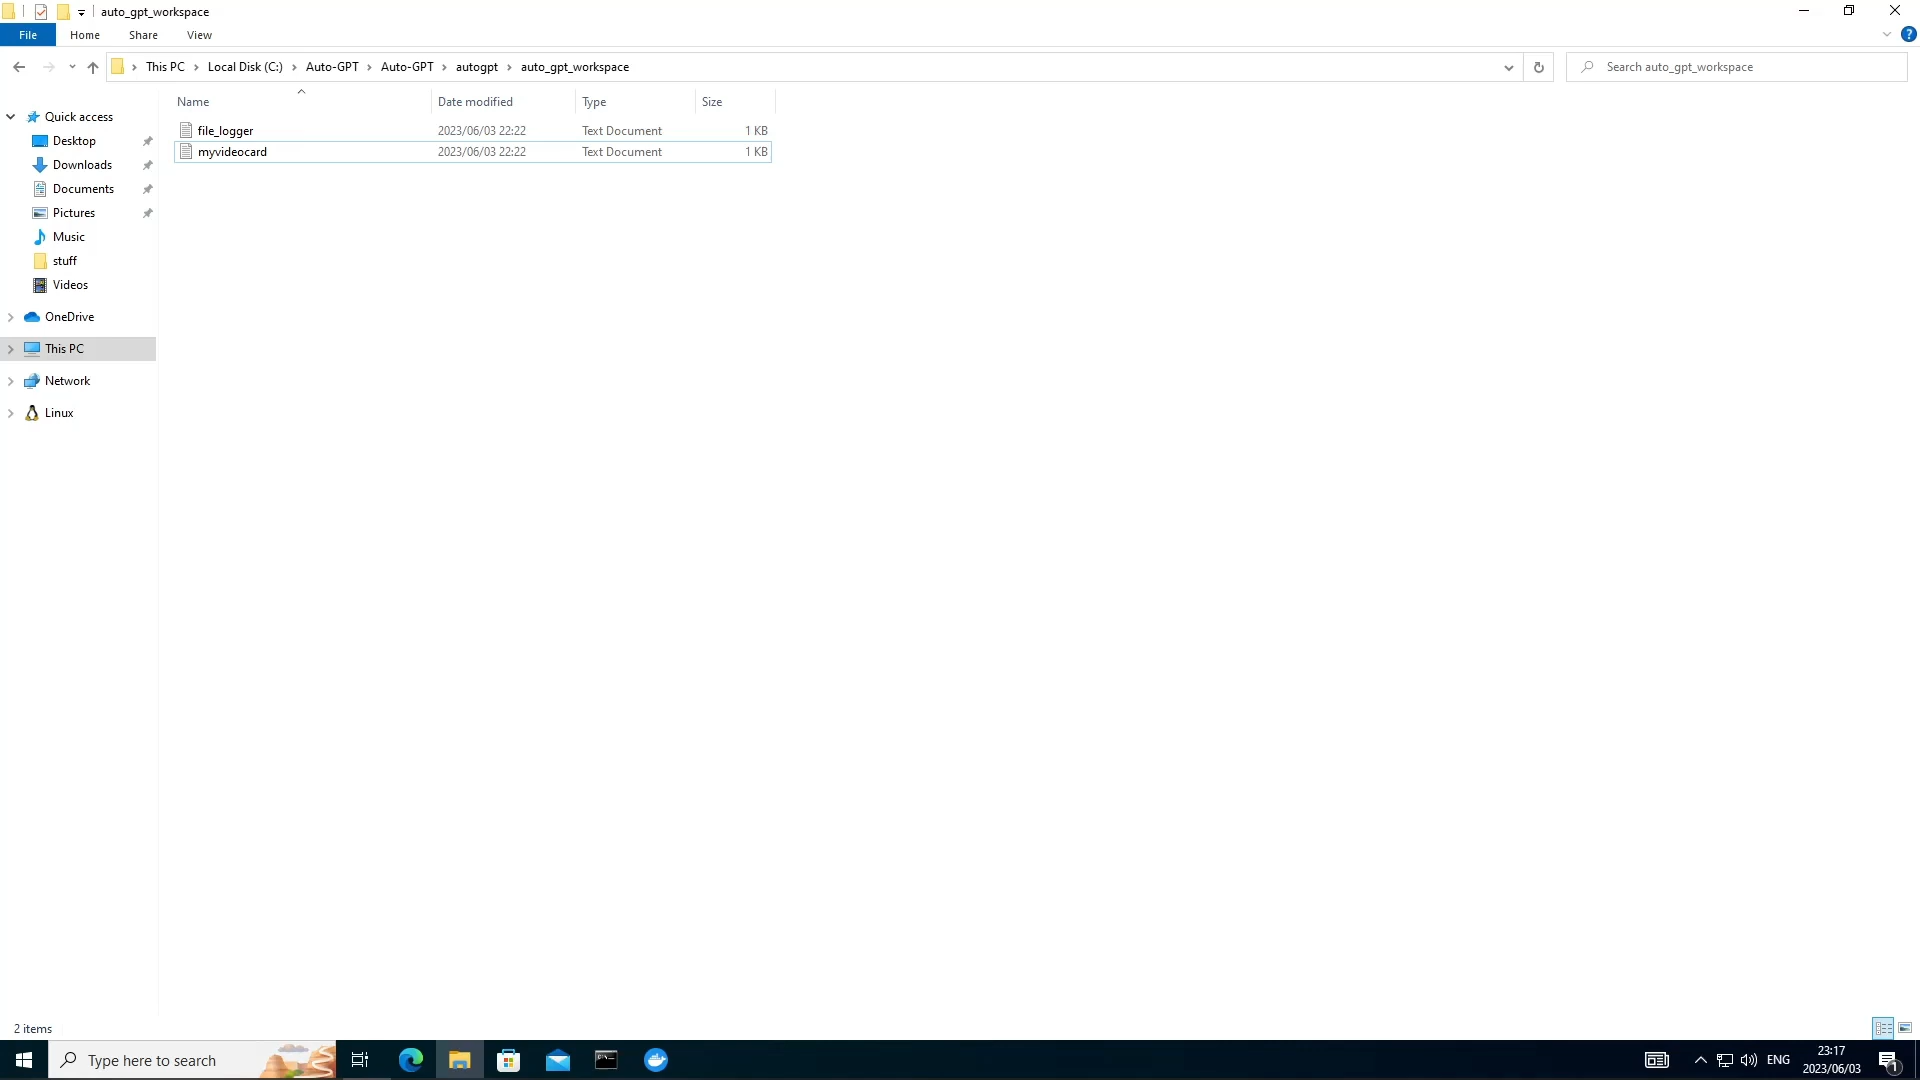 auto_gpt_workspace
File Home Share View
This PC Local Disk (C:) Auto-GPT Auto-GPT autogpt auto_gpt_workspace
Search auto_gpt_workspace
Name Date modified Type Size
file_logger 2023/06/03 22:22 Text Document 1 KB
myvideocard 2023/06/03 22:22 Text Document 1 KB
Quick access
Desktop
Downloads
Documents
Pictures
Music
stuff
Videos
OneDrive
This PC
Network
Linux
2 items
Type here to search
ENG
23:17
2023/06/03
1